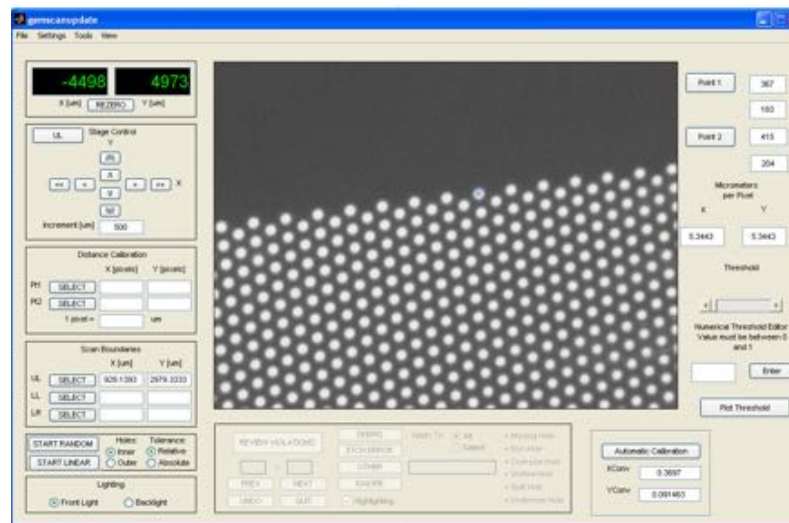 gemscanupdate
File Settings Tools View
-4498 4973
X [um] REZERO Y [um]
UL Stage Control
Y
<< < > >> X
Increment [um] 500
Distance Calibration
X [pixels] Y [pixels]
Pt1 SELECT
Pt2 SELECT
1 pixel = um
Scan Boundaries
X [um] Y [um]
UL SELECT 929.1393 2979.3333
LL SELECT
LR SELECT
START RANDOM Holes: Tolerance:
Inner Relative
START LINEAR Outer Absolute
Lighting
Front Light Backlight
Point 1 367
Point 2 415
204
Micrometers
per Pixel
X Y
5.3443 5.3443
Threshold
Numerical Threshold Editor
Value must be between 0
and 1
Enter
Plot Threshold
REVIEW VIOLATIONS
OTHER
PREV NEXT IGNORE
UNDO QUIT Highlighting
Automatic Calibration
XConv 0.3697
YConv 0.091463